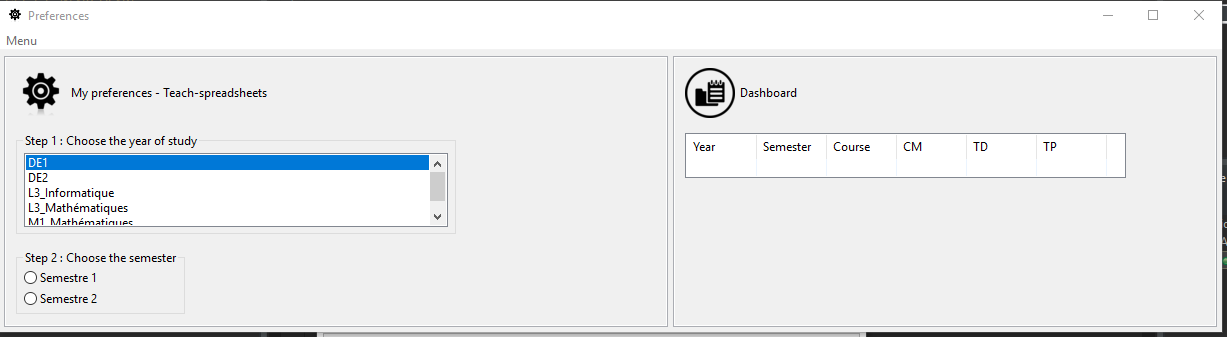 Preferences
Menu
My preferences - Teach-spreadsheets
Step 1 : Choose the year of study
DE1
DE2
L3_Informatique
L3_Mathématiques
M1_Mathématiques
Step 2 : Choose the semester
Semestre 1
Semestre 2
Dashboard
Year Semester Course CM TD TP